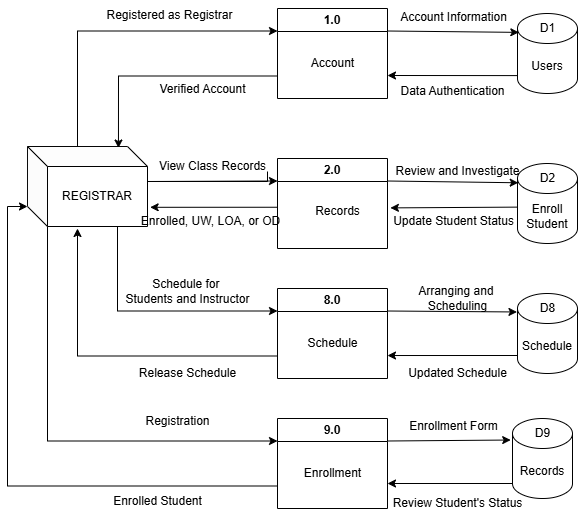 Registered as Registrar
1.0
Account Information
D1
Account
Users
Verified Account
Data Authentication
View Class Records
2.0
Review and Investigate
D2
REGISTRAR
Records
Enroll
Student
Enrolled, UW, LOA, or OD
Update Student Status
Schedule for
Students and Instructor
8.0
Arranging and
Scheduling
D8
Schedule
Schedule
Release Schedule
Updated Schedule
Registration
9.0
Enrollment Form
D9
Enrollment
Records
Enrolled Student
Review Student's Status